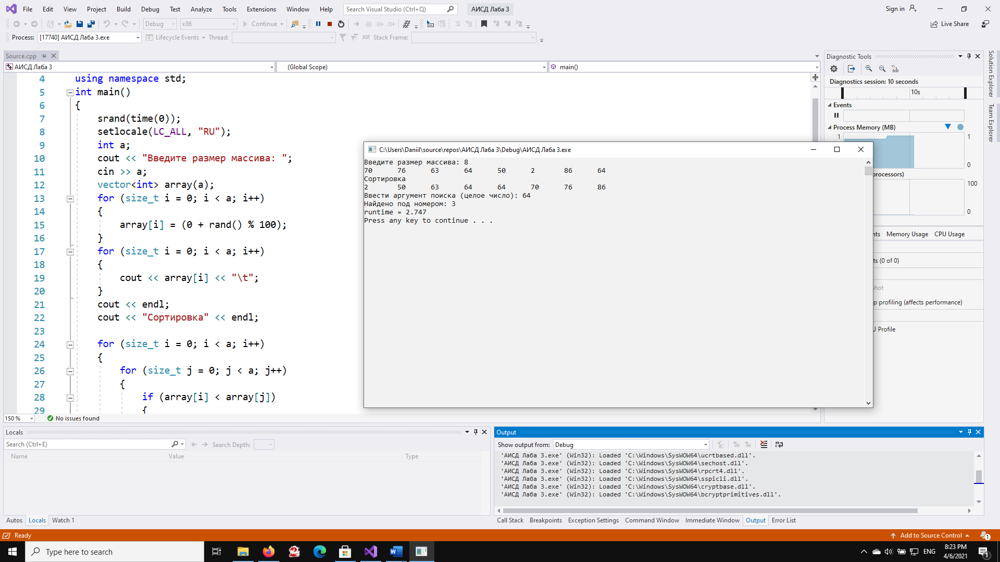 File Edit View Project Build Debug Test Analyze Tools Extensions Window Help Search Visual Studio (Ctrl+Q) АИСД Лаба 3 Sign in
Debug x86 Continue Live Share
Process: [17740] АИСД Лаба 3.exe Lifecycle Events Thread: Stack Frame:
Source.cpp
АИСД Лаба 3 (Global Scope) main()
4 using namespace std;
5 int main()
6 {
7 srand(time(0));
8 setlocale(LC_ALL, "RU");
9 int a;
10 cout << "Введите размер массива: ";
11 cin >> a;
12 vector<int> array(a);
13 for (size_t i = 0; i < a; i++)
14 {
15 array[i] = (0 + rand() % 100);
16 }
17 for (size_t i = 0; i < a; i++)
18 {
19 cout << array[i] << "\t";
20 }
21 cout << endl;
22 cout << "Сортировка" << endl;
23
24 for (size_t i = 0; i < a; i++)
25 {
26 for (size_t j = 0; j < a; j++)
27 {
28 if (array[i] < array[j])
29 {
150 % No issues found
C:\Users\Daniil\source\repos\АИСД Лаба 3\Debug\АИСД Лаба 3.exe
Введите размер массива: 8
70 76 63 64 50 2 86 64
Сортировка
2 50 63 64 64 70 76 86
Ввести аргумент поиска (целое число): 64
Найдено под номером: 3
runtime = 2.747
Press any key to continue . . .
Diagnostic Tools
Diagnostics session: 10 seconds
10s
Events
Process Memory (MB)
1 1
0
processors)
100
0
nts Memory Usage CPU Usage
ts (0 of 0)
hot
p profiling (affects performance)
U Profile
Solution Explorer
Team Explorer
Locals
Search (Ctrl+E) Search Depth:
Name Value Type
Autos Locals Watch 1
Output
Show output from: Debug
'АИСД Лаба 3.exe' (Win32): Loaded 'C:\Windows\SysWOW64\ucrtbased.dll'.
'АИСД Лаба 3.exe' (Win32): Loaded 'C:\Windows\SysWOW64\sechost.dll'.
'АИСД Лаба 3.exe' (Win32): Loaded 'C:\Windows\SysWOW64\rpcrt4.dll'.
'АИСД Лаба 3.exe' (Win32): Loaded 'C:\Windows\SysWOW64\sspicli.dll'.
'АИСД Лаба 3.exe' (Win32): Loaded 'C:\Windows\SysWOW64\cryptbase.dll'.
'АИСД Лаба 3.exe' (Win32): Loaded 'C:\Windows\SysWOW64\bcryptprimitives.dll'.
Call Stack Breakpoints Exception Settings Command Window Immediate Window Output Error List
Ready Add to Source Control 1
Type here to search ENG 8:23 PM
4/6/2021 1